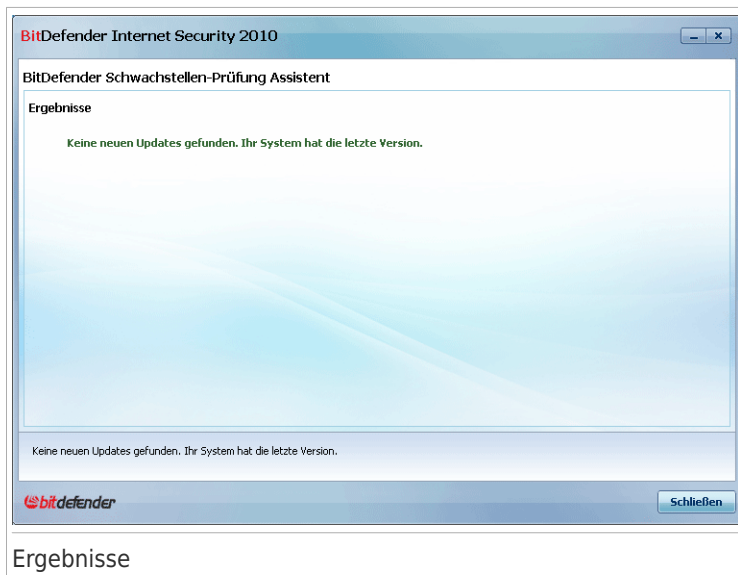 BitDefender Internet Security 2010
BitDefender Schwachstellen-Prüfung Assistent
Ergebnisse
Keine neuen Updates gefunden. Ihr System hat die letzte Version.
Keine neuen Updates gefunden. Ihr System hat die letzte Version.
bitdefender
Schließen
Ergebnisse